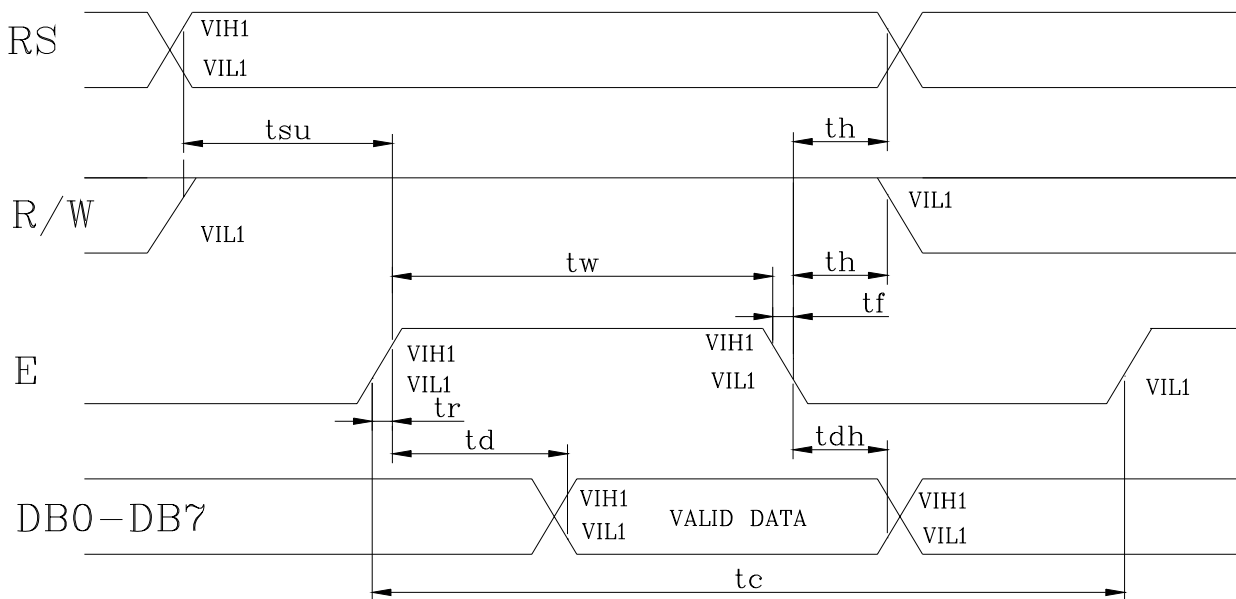 RS
VIH1
VIL1
tsu
th
R/W
VIL1
VIL1
tw
th
tf
E
VIH1
VIL1
VIH1
VIL1
VIL1
tr
td
tdh
DB0-DB7
VIH1
VIL1
VALID DATA
VIH1
VIL1
tc